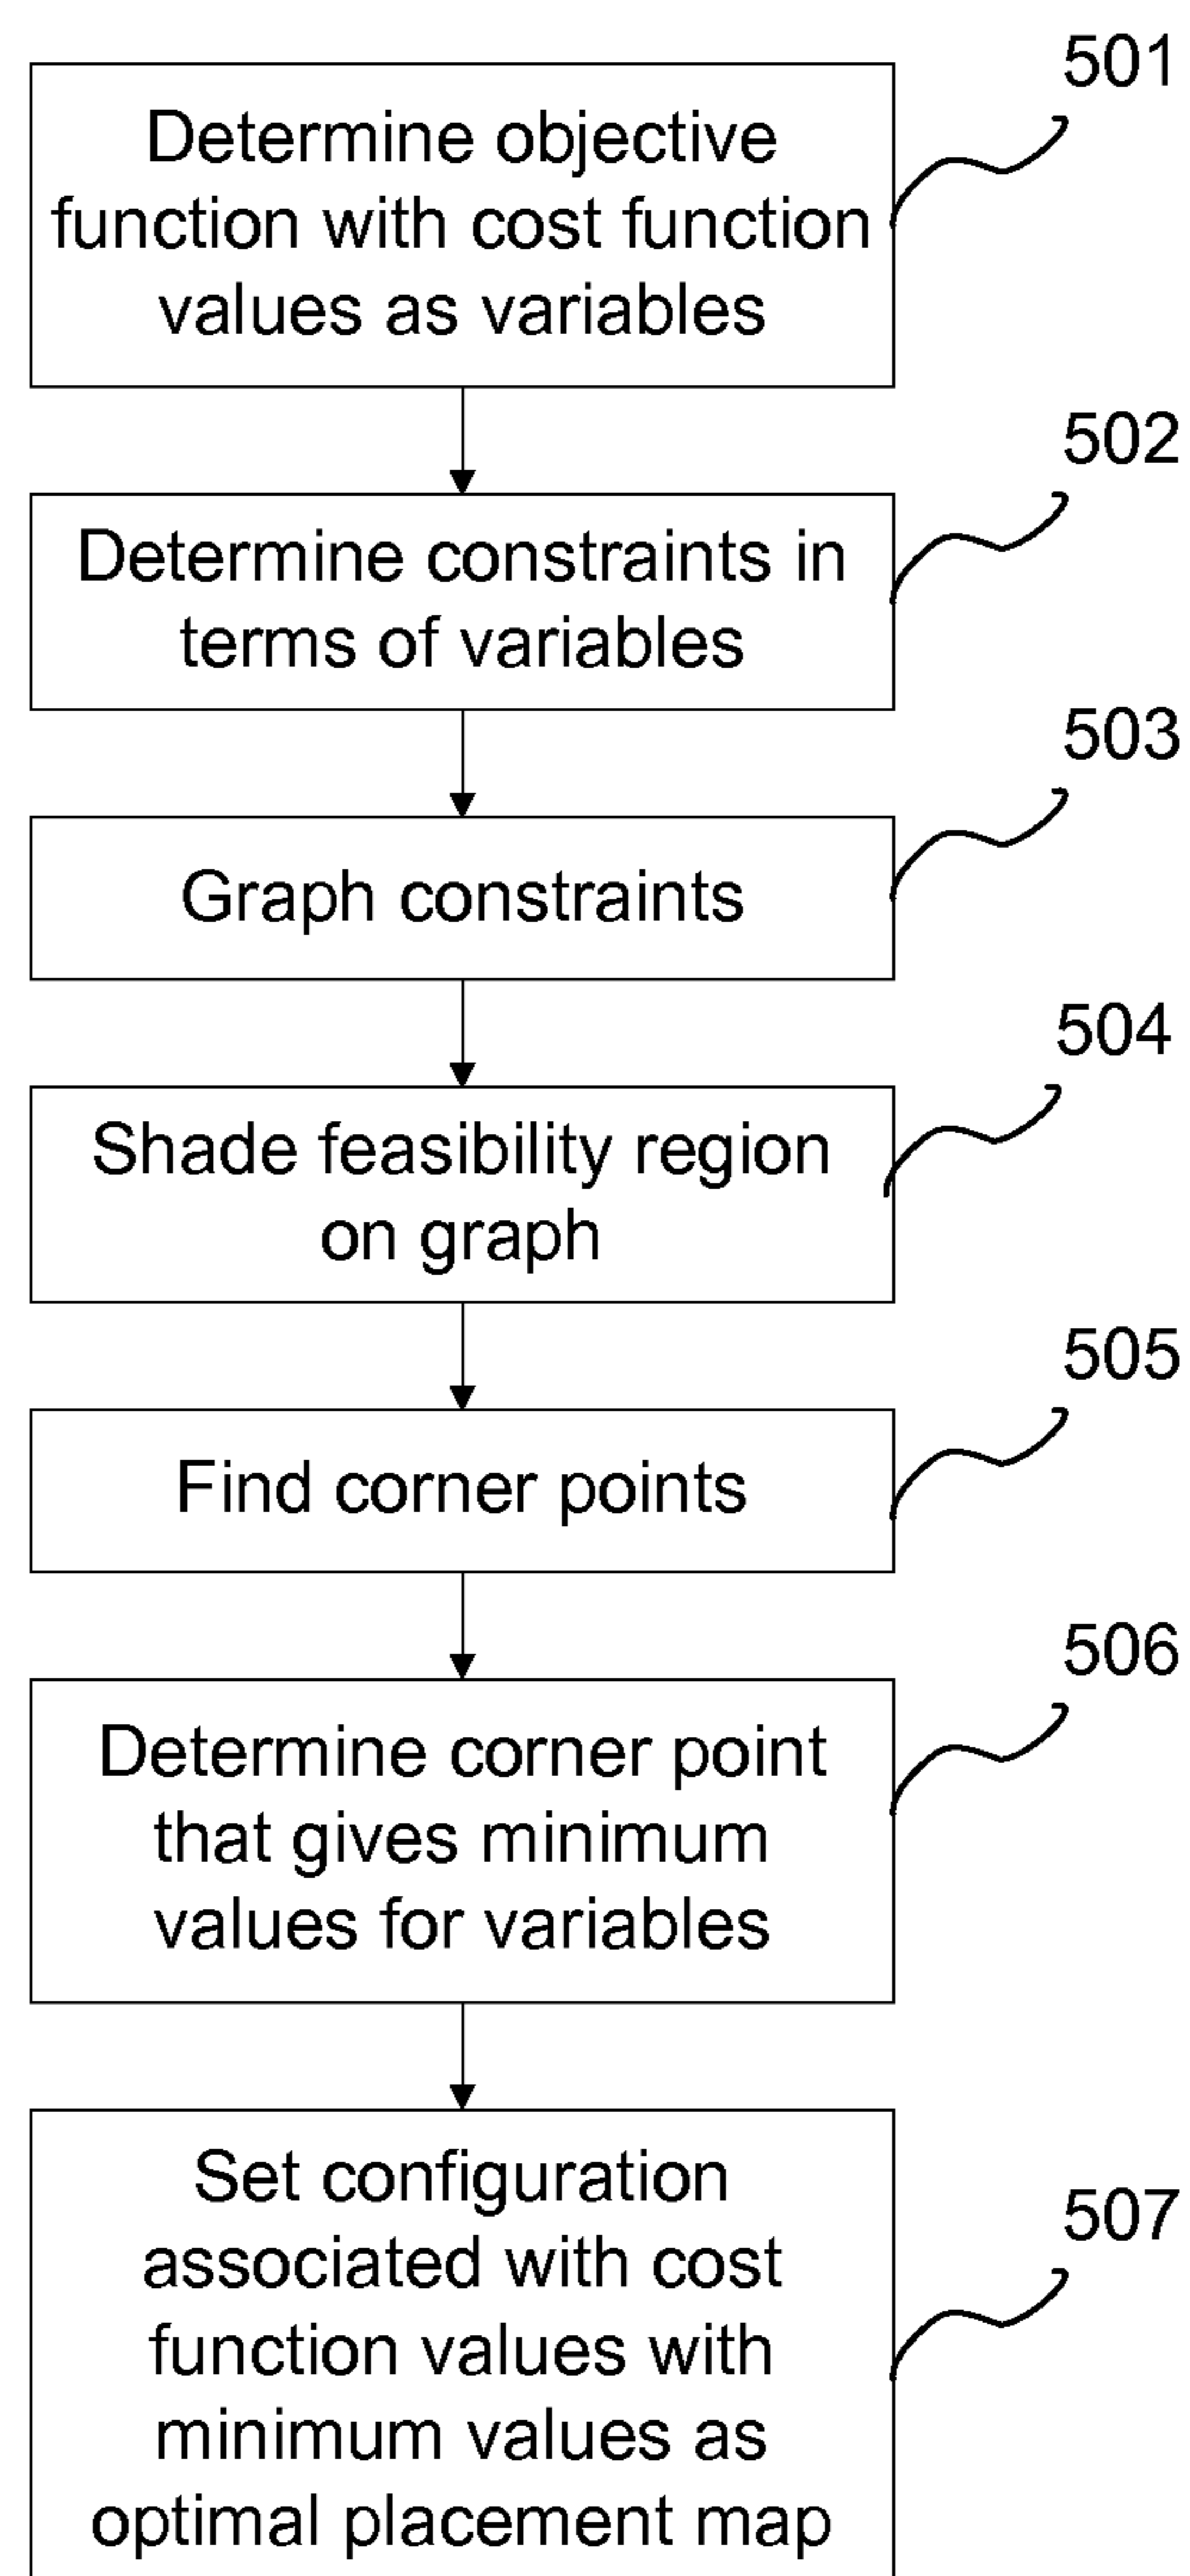 501
Determine objective
function with cost function
values as variables
502
Determine constraints in
terms of variables
503
Graph constraints
504
Shade feasibility region
on graph
505
Find corner points
506
Determine corner point
that gives minimum
values for variables
507
Set configuration
associated with cost
function values with
minimum values as
optimal placement map